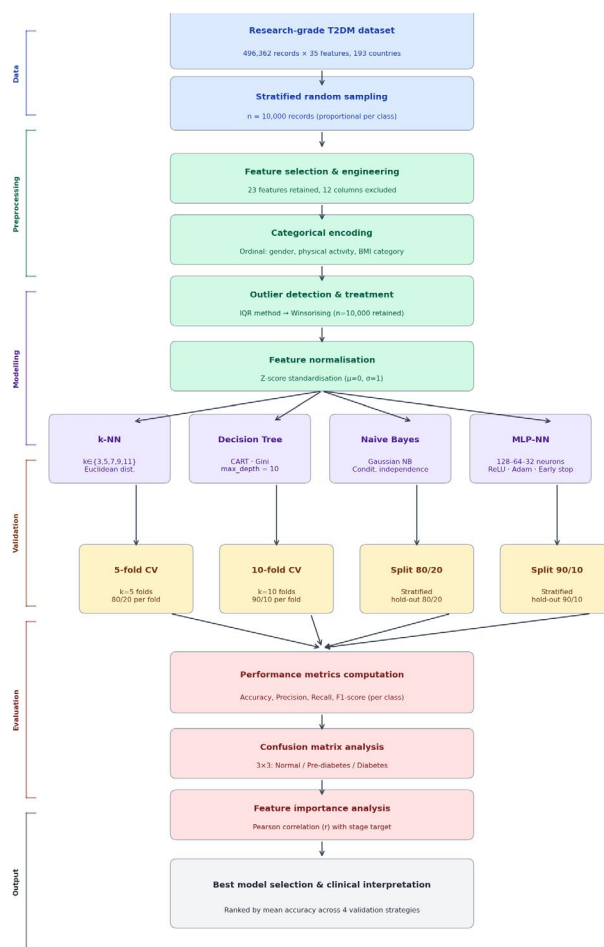 Research-grade T2DM dataset
496,362 records × 35 features, 193 countries
Data
Stratified random sampling
n = 10,000 records (proportional per class)
Feature selection & engineering
23 features retained, 12 columns excluded
Preprocessing
Categorical encoding
Ordinal: gender, physical activity, BMI category
Outlier detection & treatment
IQR method → Winsorising (n=10,000 retained)
Modelling
Feature normalisation
Z-score standardisation (μ=0, σ=1)
k-NN
k∈{3,5,7,9,11}
Euclidean dist.
Decision Tree
CART · Gini
max_depth = 10
Naive Bayes
Gaussian NB
Condit. independence
MLP-NN
128–64–32 neurons
ReLU · Adam · Early stop
Validation
5-fold CV
k=5 folds
80/20 per fold
10-fold CV
k=10 folds
90/10 per fold
Split 80/20
Stratified
hold-out 80/20
Split 90/10
Stratified
hold-out 90/10
Evaluation
Performance metrics computation
Accuracy, Precision, Recall, F1-score (per class)
Confusion matrix analysis
3×3: Normal / Pre-diabetes / Diabetes
Feature importance analysis
Pearson correlation (r) with stage target
Output
Best model selection & clinical interpretation
Ranked by mean accuracy across 4 validation strategies